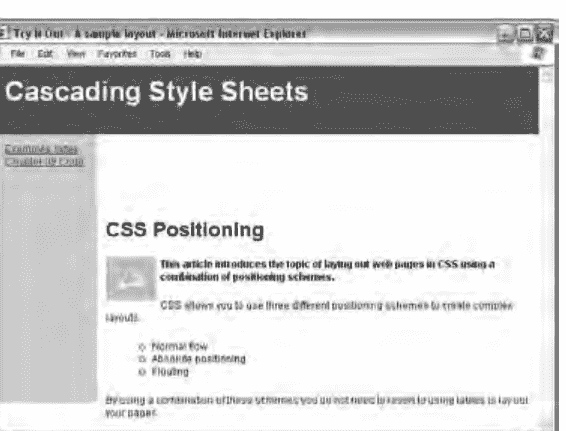 Try It Out - A sample layout - Microsoft Internet Explorer
File Edit View Favorites Tools Help
Cascading Style Sheets
Examples index
Chapter 09 Code
CSS Positioning
This article introduces the topic of laying out web pages in CSS using a
combination of positioning schemes.
CSS allows you to use three different positioning schemes to create complex
layouts:
Normal flow
Absolute positioning
Floating
By using a combination of these schemes you do not need to resort to using tables to lay out
your pages.